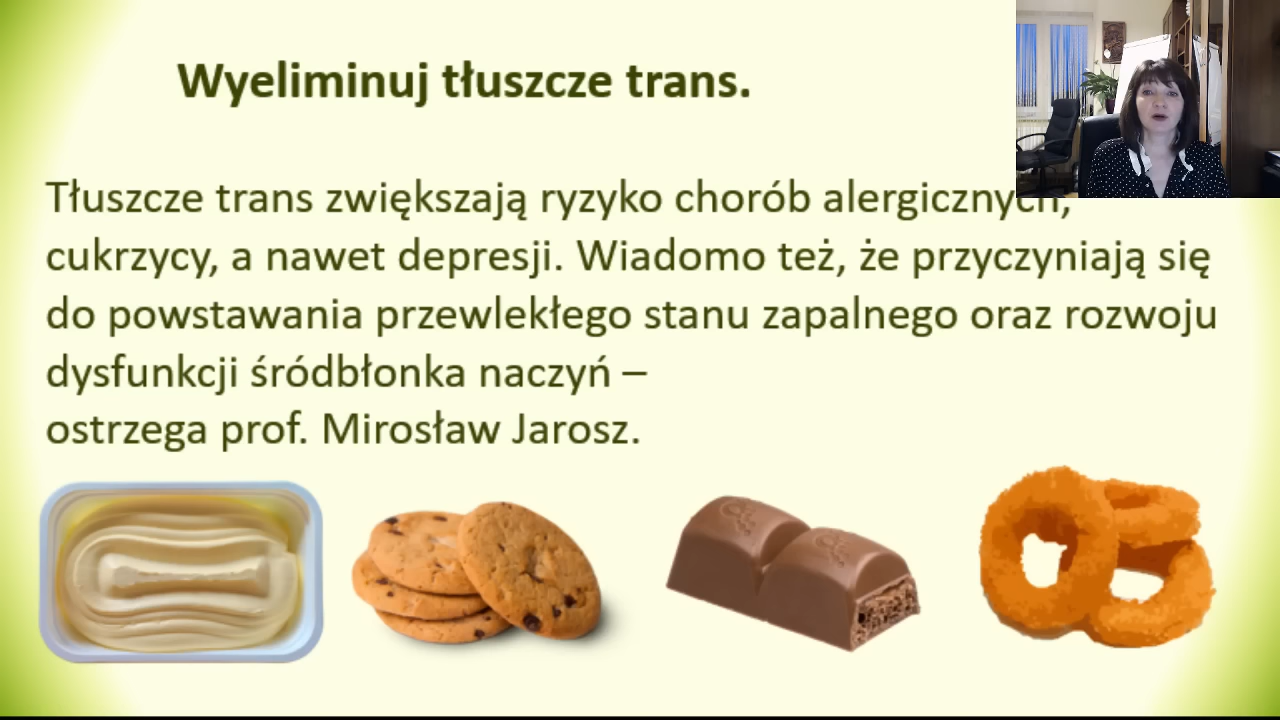 Wyeliminuj tłuszcze trans.
Tłuszcze trans zwiększają ryzyko chorób alergicznych,
cukrzycy, a nawet depresji. Wiadomo też, że przyczyniają się
do powstawania przewlekłego stanu zapalnego oraz rozwoju
dysfunkcji śródbłonka naczyń –
ostrzega prof. Mirosław Jarosz.